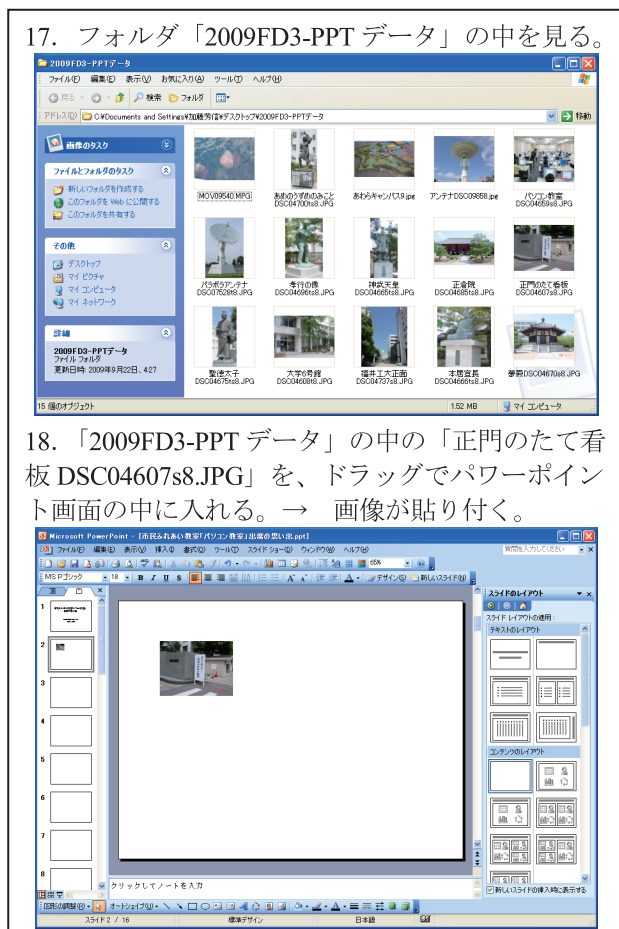 17. フォルダ「2009FD3-PPTデータ」の中を見る。
2009FD3-PPTデータ
ファイル(F) 編集(E) 表示(V) お気に入り(A) ツール(T) ヘルプ(H)
戻る 検索 フォルダ
アドレス(D) C:¥Documents and Settings¥加藤芳信¥デスクトップ¥2009FD3-PPTデータ 移動
画像のタスク
ファイルとフォルダのタスク
新しいフォルダを作成する
このフォルダを Web に公開する
このフォルダを共有する
その他
デスクトップ
マイ ピクチャ
マイ コンピュータ
マイ ネットワーク
詳細
2009FD3-PPTデータ
ファイル フォルダ
更新日時: 2009年9月22日、4:27
MOV09540.MPG
あめのうずめのみこと DSC04700ts8.JPG
あわらキャンパス9.jpg
アンテナDSC09858.jpg
パソコン教室 DSC04659s8.JPG
パラボラアンテナ DSC07528t8.JPG
孝行の像 DSC04696ts8.JPG
神武天皇 DSC04665ts8.JPG
正倉院 DSC04685ts8.JPG
正門のたて看板 DSC04607s8.JPG
聖徳太子 DSC04675ts8.JPG
大学6号館 DSC04608t8.JPG
福井工大正面 DSC04737s8.JPG
本居宣長 DSC04666ts8.JPG
夢殿DSC04670s8.JPG
15 個のオブジェクト 1.52 MB マイ コンピュータ
18. 「2009FD3-PPTデータ」の中の「正門のたて看
板 DSC04607s8.JPG」を、ドラッグでパワーポイン
ト画面の中に入れる。→ 画像が貼り付く。
Microsoft PowerPoint - [市民ふれあい教室「パソコン教室」出席の思い出.ppt]
ファイル(F) 編集(E) 表示(V) 挿入(I) 書式(O) ツール(T) スライド ショー(D) ウィンドウ(W) ヘルプ(H) 質問を入力してください
66%
MS Pゴシック 18 B I U S デザイン(S) 新しいスライド(N)
スライドのレイアウト
スライド レイアウトの適用:
テキストのレイアウト
コンテンツのレイアウト
1
2
3
4
5
6
7
8
クリックしてノートを入力
新しいスライドの挿入時に表示する
図形の調整(R) オートシェイプ(U)
スライド 2 / 16 標準デザイン 日本語